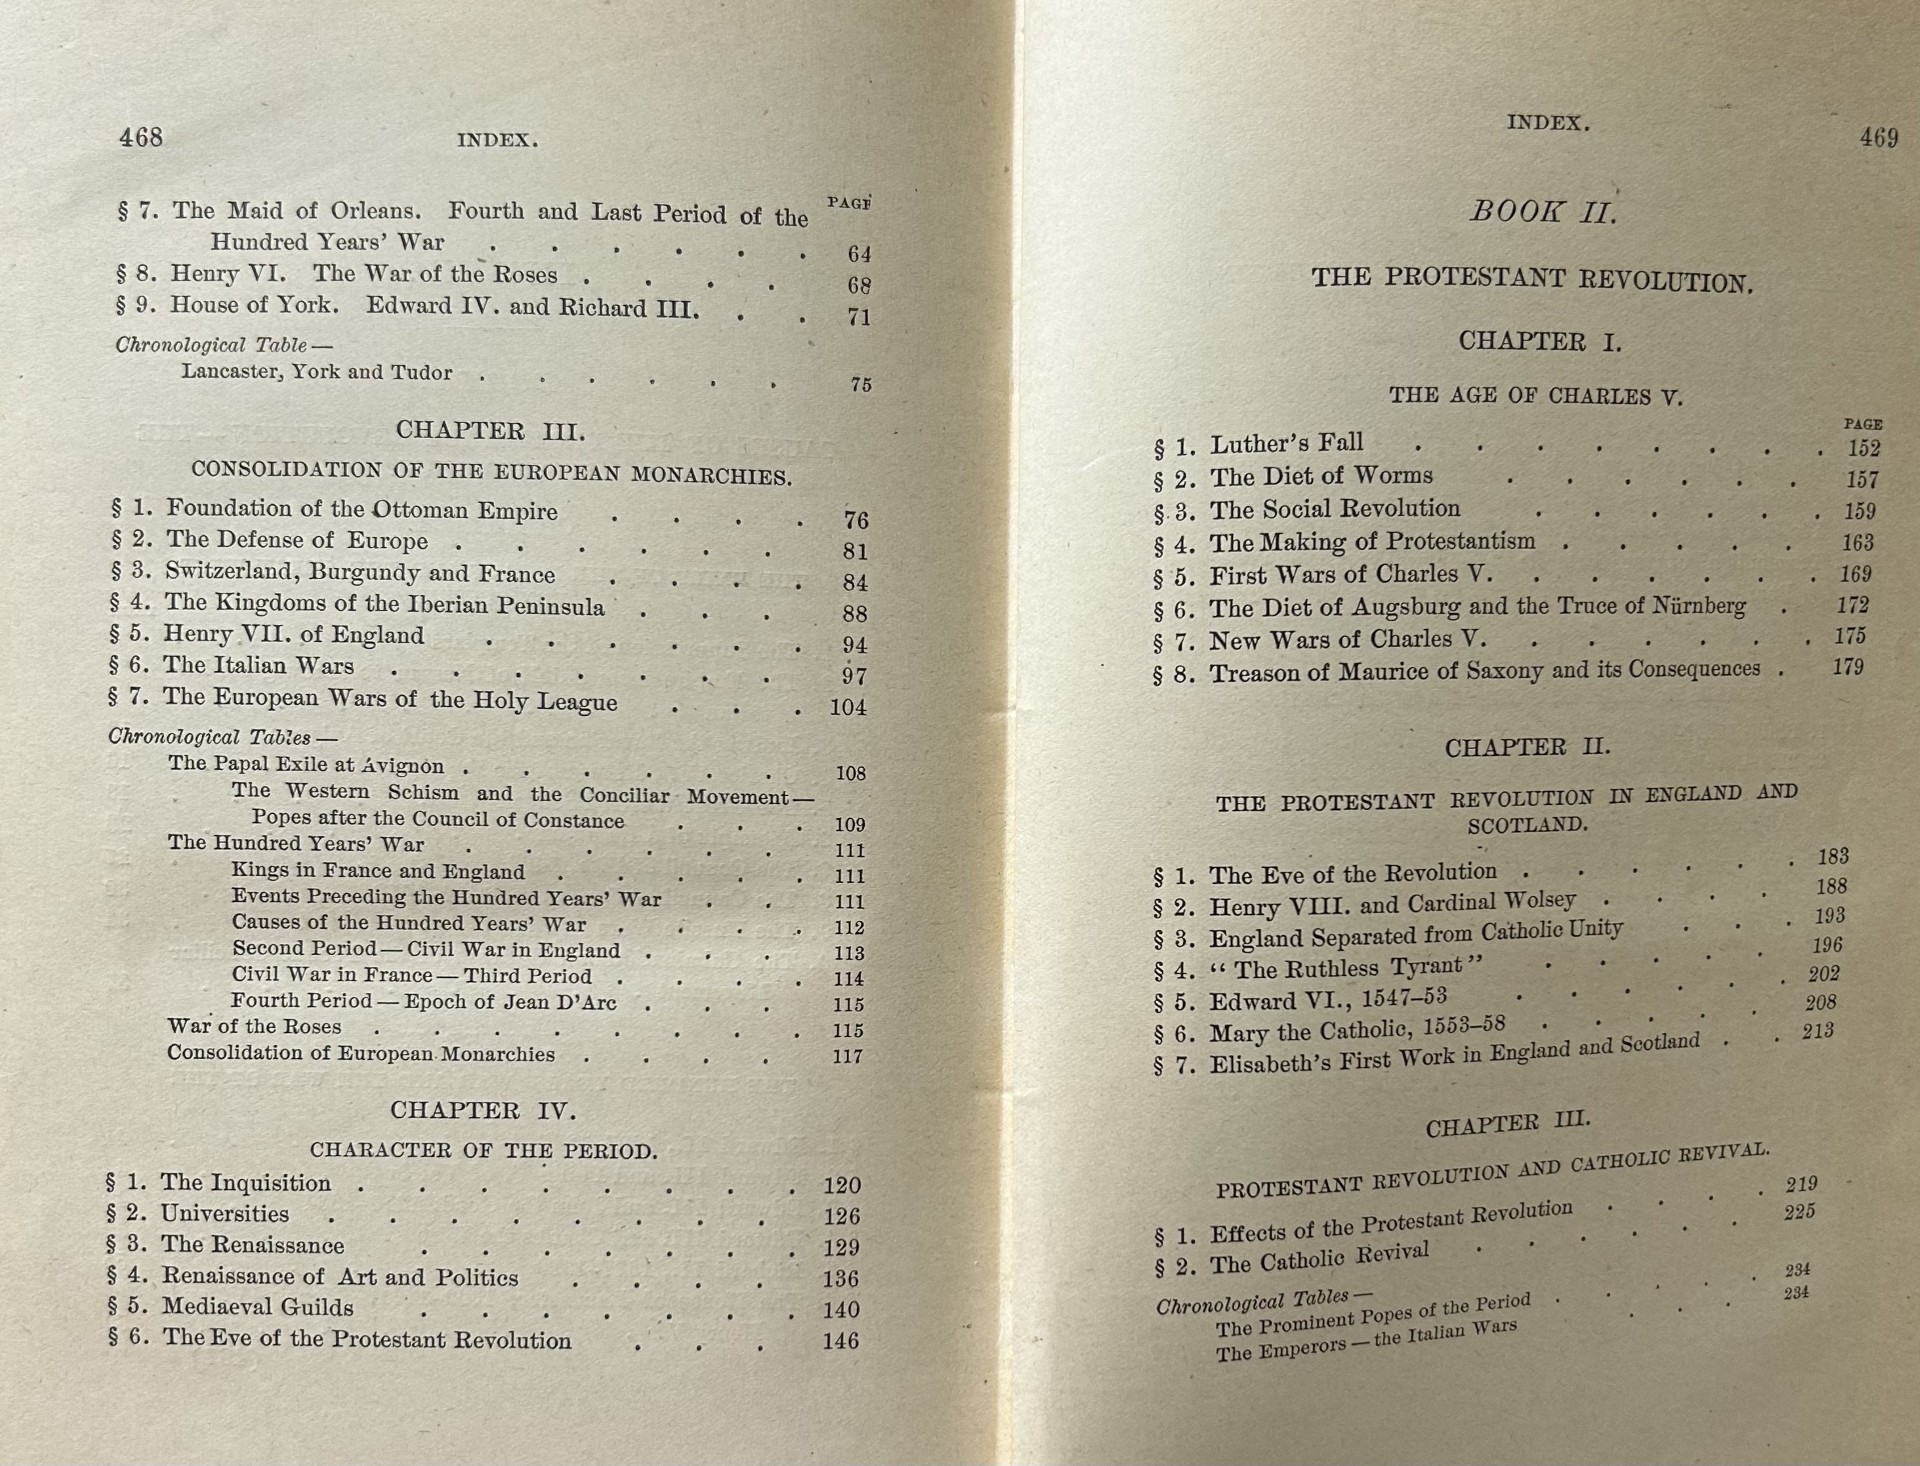 468 INDEX.
PAGE
§ 7. The Maid of Orleans. Fourth and Last Period of the
Hundred Years' War . . . . . . 64
§ 8. Henry VI. The War of the Roses . . . . 68
§ 9. House of York. Edward IV. and Richard III. . . 71
Chronological Table—
Lancaster, York and Tudor . . . . . . 75
CHAPTER III.
CONSOLIDATION OF THE EUROPEAN MONARCHIES.
§ 1. Foundation of the Ottoman Empire . . . . 76
§ 2. The Defense of Europe . . . . . . 81
§ 3. Switzerland, Burgundy and France . . . . 84
§ 4. The Kingdoms of the Iberian Peninsula . . . 88
§ 5. Henry VII. of England . . . . . . 94
§ 6. The Italian Wars . . . . . . . 97
§ 7. The European Wars of the Holy League . . . 104
Chronological Tables—
The Papal Exile at Avignon . . . . . . 108
The Western Schism and the Conciliar Movement—
Popes after the Council of Constance . . . 109
The Hundred Years' War . . . . . . 111
Kings in France and England . . . . . 111
Events Preceding the Hundred Years' War . . 111
Causes of the Hundred Years' War . . . . 112
Second Period—Civil War in England . . . 113
Civil War in France—Third Period . . . . 114
Fourth Period—Epoch of Jean D'Arc . . . 115
War of the Roses . . . . . . . . 115
Consolidation of European Monarchies . . . . 117
CHAPTER IV.
CHARACTER OF THE PERIOD.
§ 1. The Inquisition . . . . . . . . 120
§ 2. Universities . . . . . . . . 126
§ 3. The Renaissance . . . . . . . 129
§ 4. Renaissance of Art and Politics . . . . 136
§ 5. Mediaeval Guilds . . . . . . . 140
§ 6. The Eve of the Protestant Revolution . . . 146
INDEX. 469
BOOK II.
THE PROTESTANT REVOLUTION.
CHAPTER I.
THE AGE OF CHARLES V.
PAGE
§ 1. Luther's Fall . . . . . . . . 152
§ 2. The Diet of Worms . . . . . . 157
§ 3. The Social Revolution . . . . . . 159
§ 4. The Making of Protestantism . . . . . 163
§ 5. First Wars of Charles V. . . . . . . 169
§ 6. The Diet of Augsburg and the Truce of Nürnberg . 172
§ 7. New Wars of Charles V. . . . . . . 175
§ 8. Treason of Maurice of Saxony and its Consequences . 179
CHAPTER II.
THE PROTESTANT REVOLUTION IN ENGLAND AND
SCOTLAND.
§ 1. The Eve of the Revolution . . . . . . 183
§ 2. Henry VIII. and Cardinal Wolsey . . . . 188
§ 3. England Separated from Catholic Unity . . . 193
§ 4. "The Ruthless Tyrant" . . . . . 196
§ 5. Edward VI., 1547–53 . . . . . . 202
§ 6. Mary the Catholic, 1553–58 . . . . . 208
§ 7. Elisabeth's First Work in England and Scotland . . 213
CHAPTER III.
PROTESTANT REVOLUTION AND CATHOLIC REVIVAL.
§ 1. Effects of the Protestant Revolution . . . . 219
§ 2. The Catholic Revival . . . . . . 225
Chronological Tables—
The Prominent Popes of the Period . . . . . 234
The Emperors—the Italian Wars . . . 234